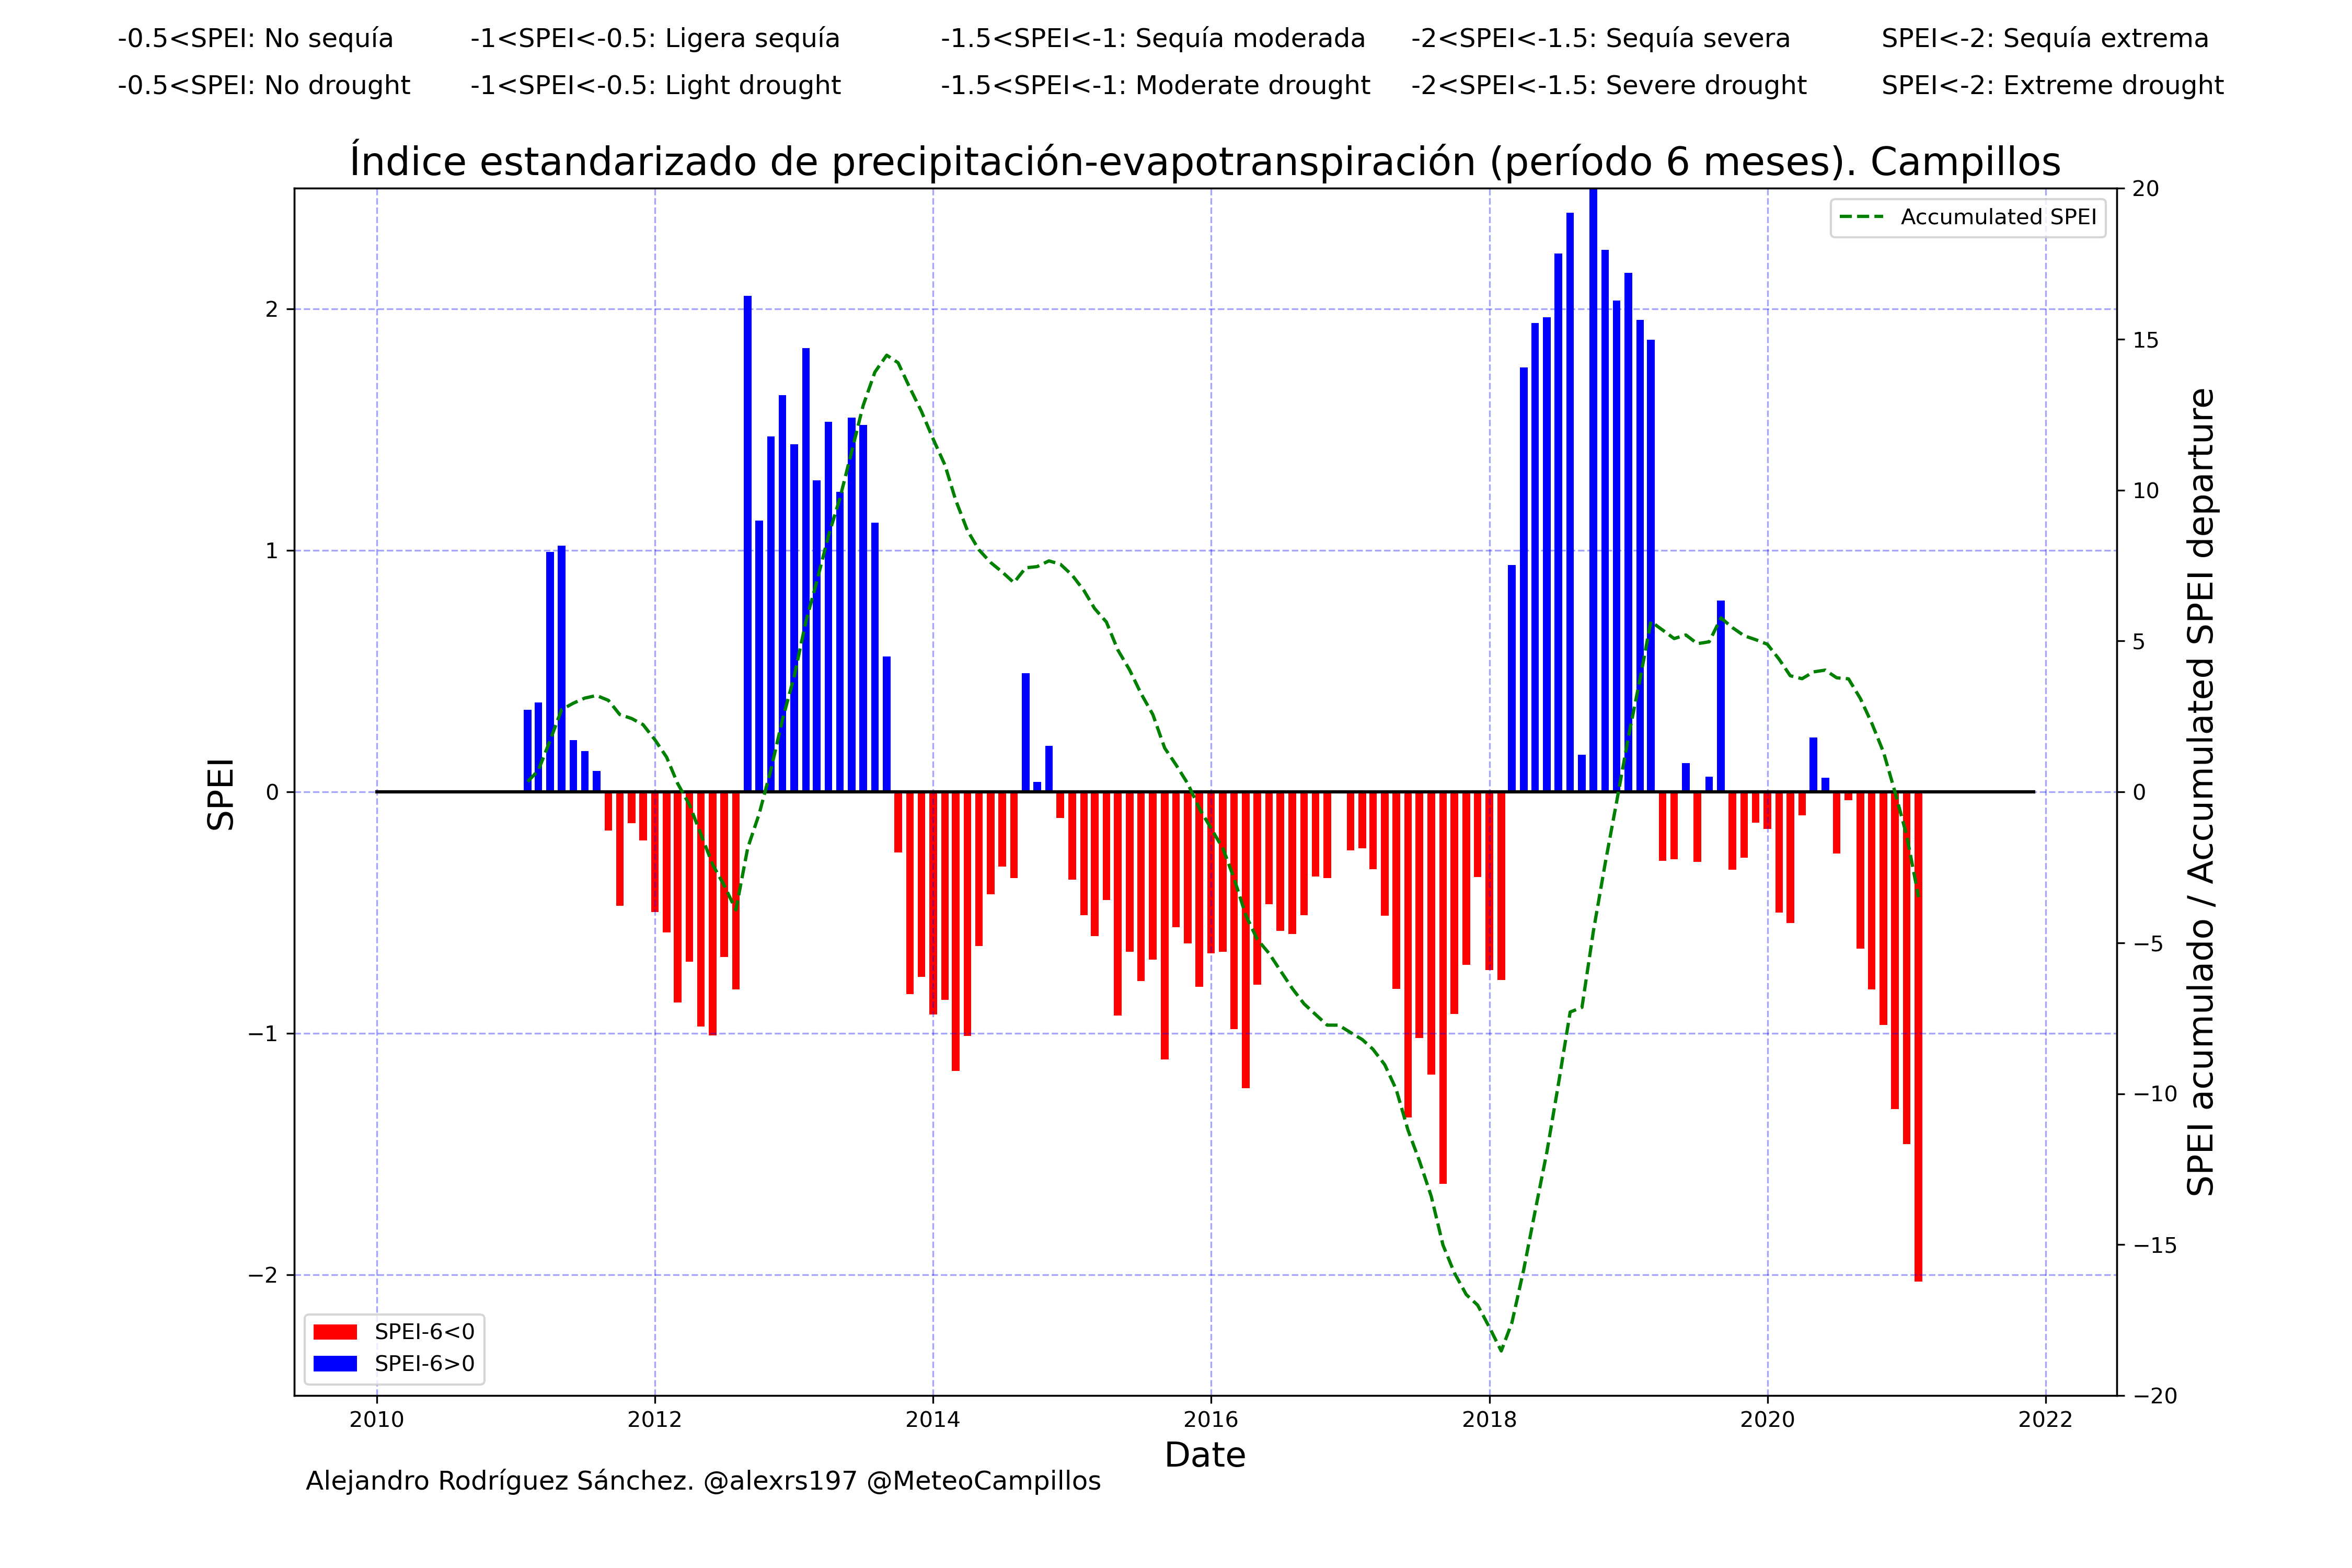 -0.5<SPEI: No sequía -1<SPEI<-0.5: Ligera sequía -1.5<SPEI<-1: Sequía moderada -2<SPEI<-1.5: Sequía severa SPEI<-2: Sequía extrema
-0.5<SPEI: No drought -1<SPEI<-0.5: Light drought -1.5<SPEI<-1: Moderate drought -2<SPEI<-1.5: Severe drought SPEI<-2: Extreme drought
Índice estandarizado de precipitación-evapotranspiración (período 6 meses). Campillos
Accumulated SPEI
SPEI
2
1
0
−1
−2
20
15
10
5
0
−5
−10
−15
−20
SPEI acumulado / Accumulated SPEI departure
SPEI-6<0
SPEI-6>0
2010 2012 2014 2016 2018 2020 2022
Date
Alejandro Rodríguez Sánchez. @alexrs197 @MeteoCampillos